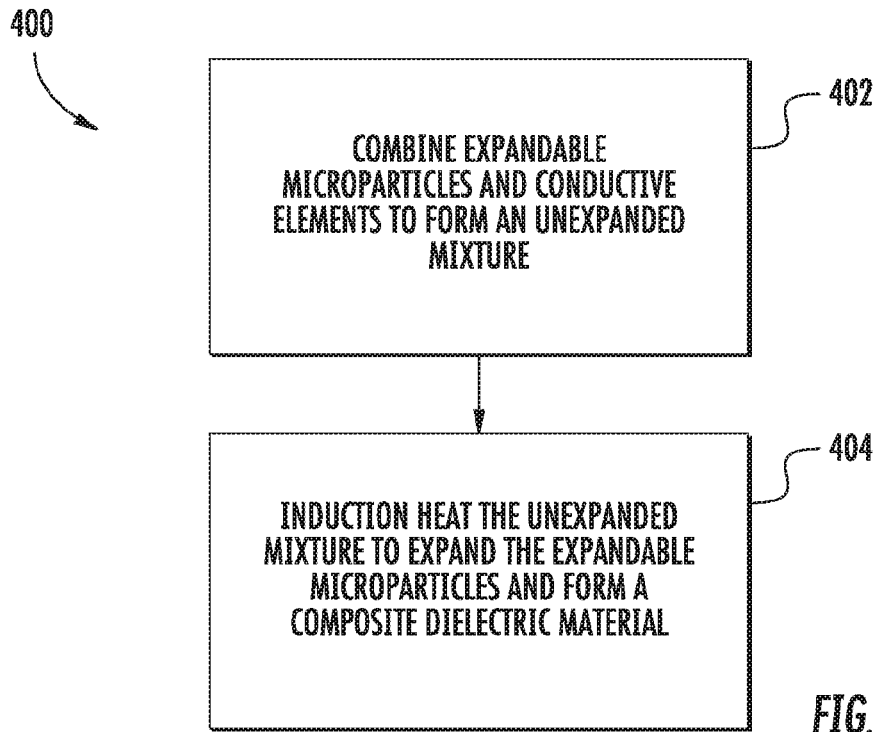 400
402
COMBINE EXPANDABLE
MICROPARTICLES AND CONDUCTIVE
ELEMENTS TO FORM AN UNEXPANDED
MIXTURE
404
INDUCTION HEAT THE UNEXPANDED
MIXTURE TO EXPAND THE EXPANDABLE
MICROPARTICLES AND FORM A
COMPOSITE DIELECTRIC MATERIAL
FIG.